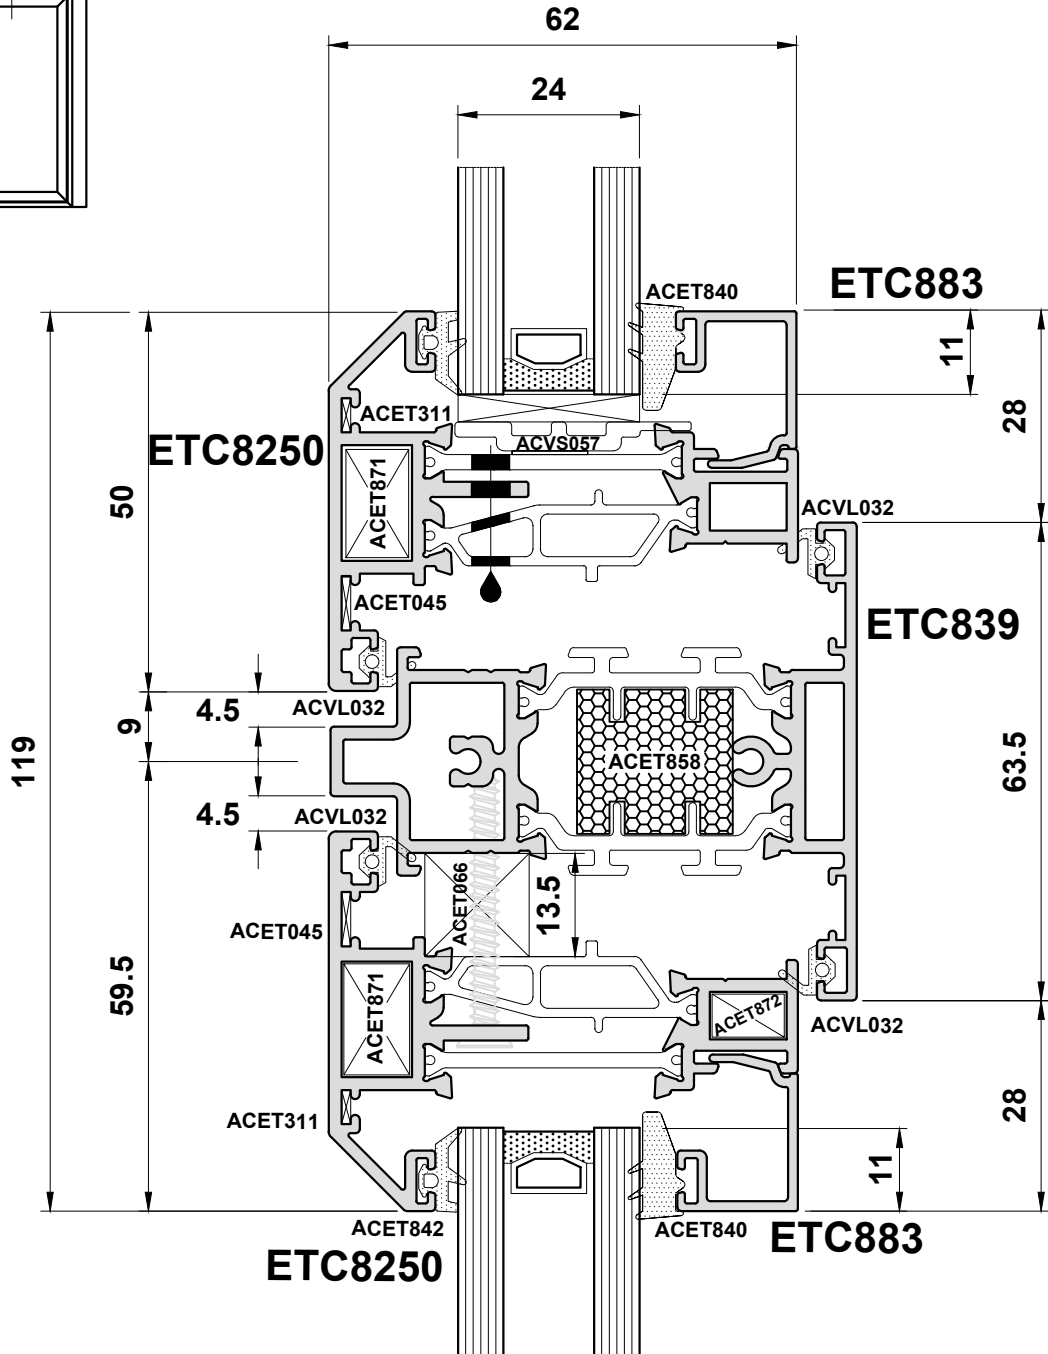 62
24
ACET840
ETC883
11
28
ACET311
ETC8250
ACVS057
ACET871
50
ACVL032
ACET045
ETC839
4.5
ACVL032
9
119
ACET858
63.5
4.5
ACVL032
ACET066
13.5
ACET045
59.5
ACET871
ACET872
ACVL032
ACET311
28
11
ACET842
ACET840
ETC883
ETC8250